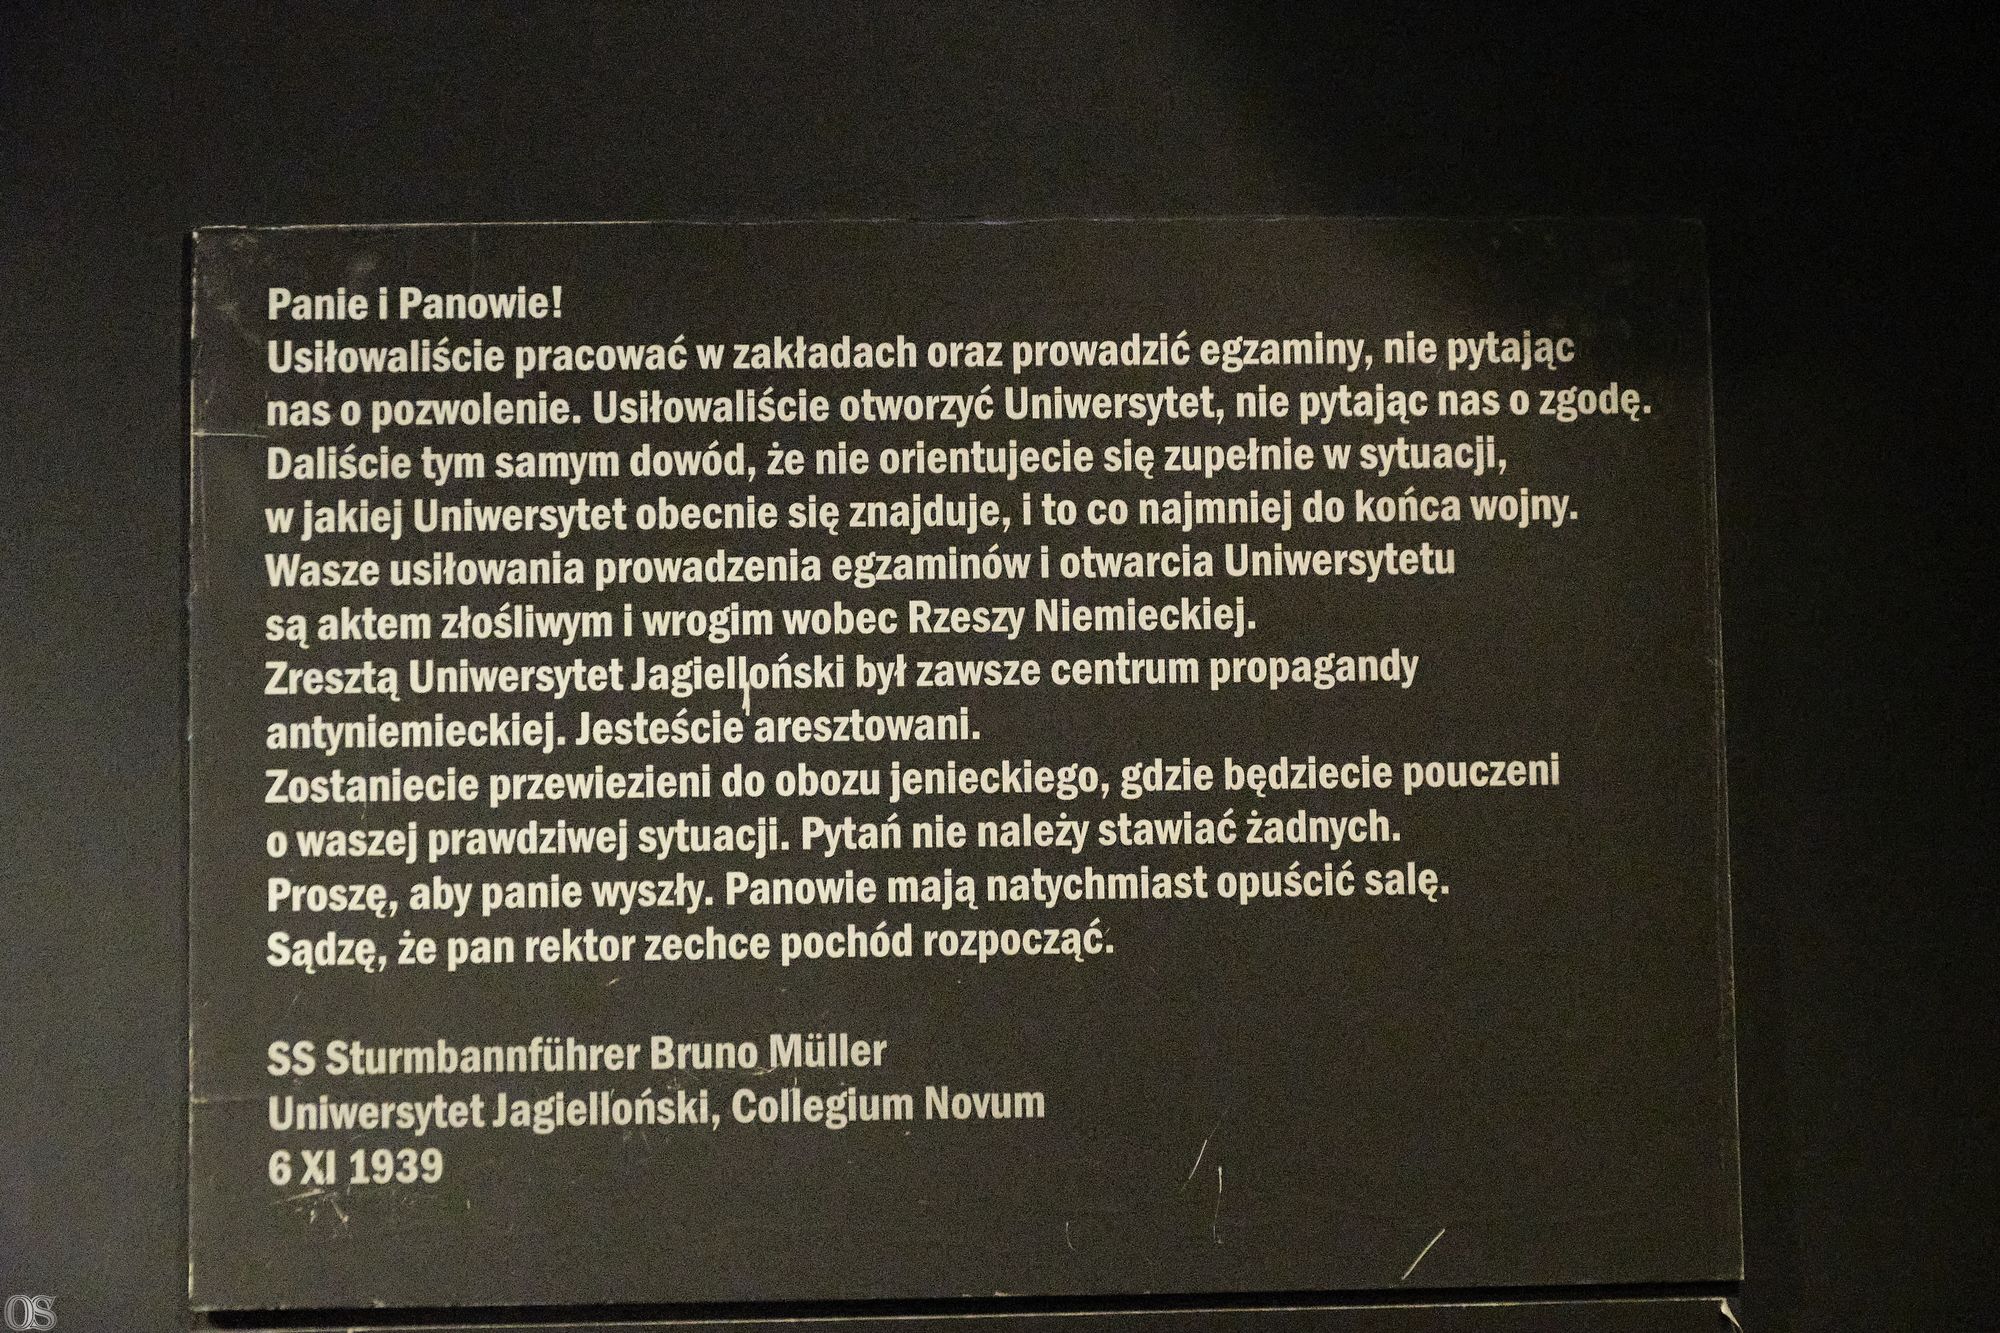 Panie i Panowie!
Usiłowaliście pracować w zakładach oraz prowadzić egzaminy, nie pytając
nas o pozwolenie. Usiłowaliście otworzyć Uniwersytet, nie pytając nas o zgodę.
Daliście tym samym dowód, że nie orientujecie się zupełnie w sytuacji,
w jakiej Uniwersytet obecnie się znajduje, i to co najmniej do końca wojny.
Wasze usiłowania prowadzenia egzaminów i otwarcia Uniwersytetu
są aktem złośliwym i wrogim wobec Rzeszy Niemieckiej.
Zresztą Uniwersytet Jagielloński był zawsze centrum propagandy
antyniemieckiej. Jesteście aresztowani.
Zostaniecie przewiezieni do obozu jenieckiego, gdzie będziecie pouczeni
o waszej prawdziwej sytuacji. Pytań nie należy stawiać żadnych.
Proszę, aby panie wyszły. Panowie mają natychmiast opuścić salę.
Sądzę, że pan rektor zechce pochód rozpocząć.
SS Sturmbannführer Bruno Müller
Uniwersytet Jagielloński, Collegium Novum
6 XI 1939
OS